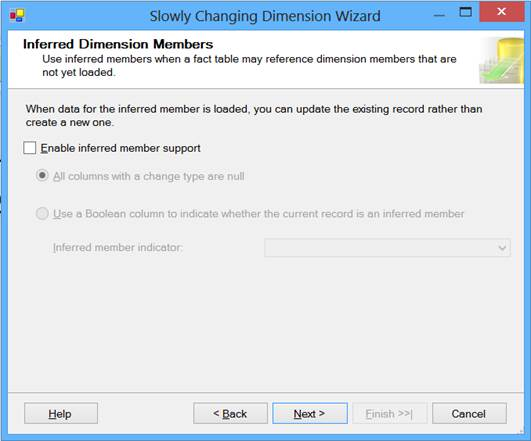 Slowly Changing Dimension Wizard
Inferred Dimension Members
Use inferred members when a fact table may reference dimension members that are
not yet loaded.
When data for the inferred member is loaded, you can update the existing record rather than
create a new one.
Enable inferred member support
All columns with a change type are null
Use a Boolean column to indicate whether the current record is an inferred member
Inferred member indicator:
Help
< Back
Next >
Finish >>|
Cancel